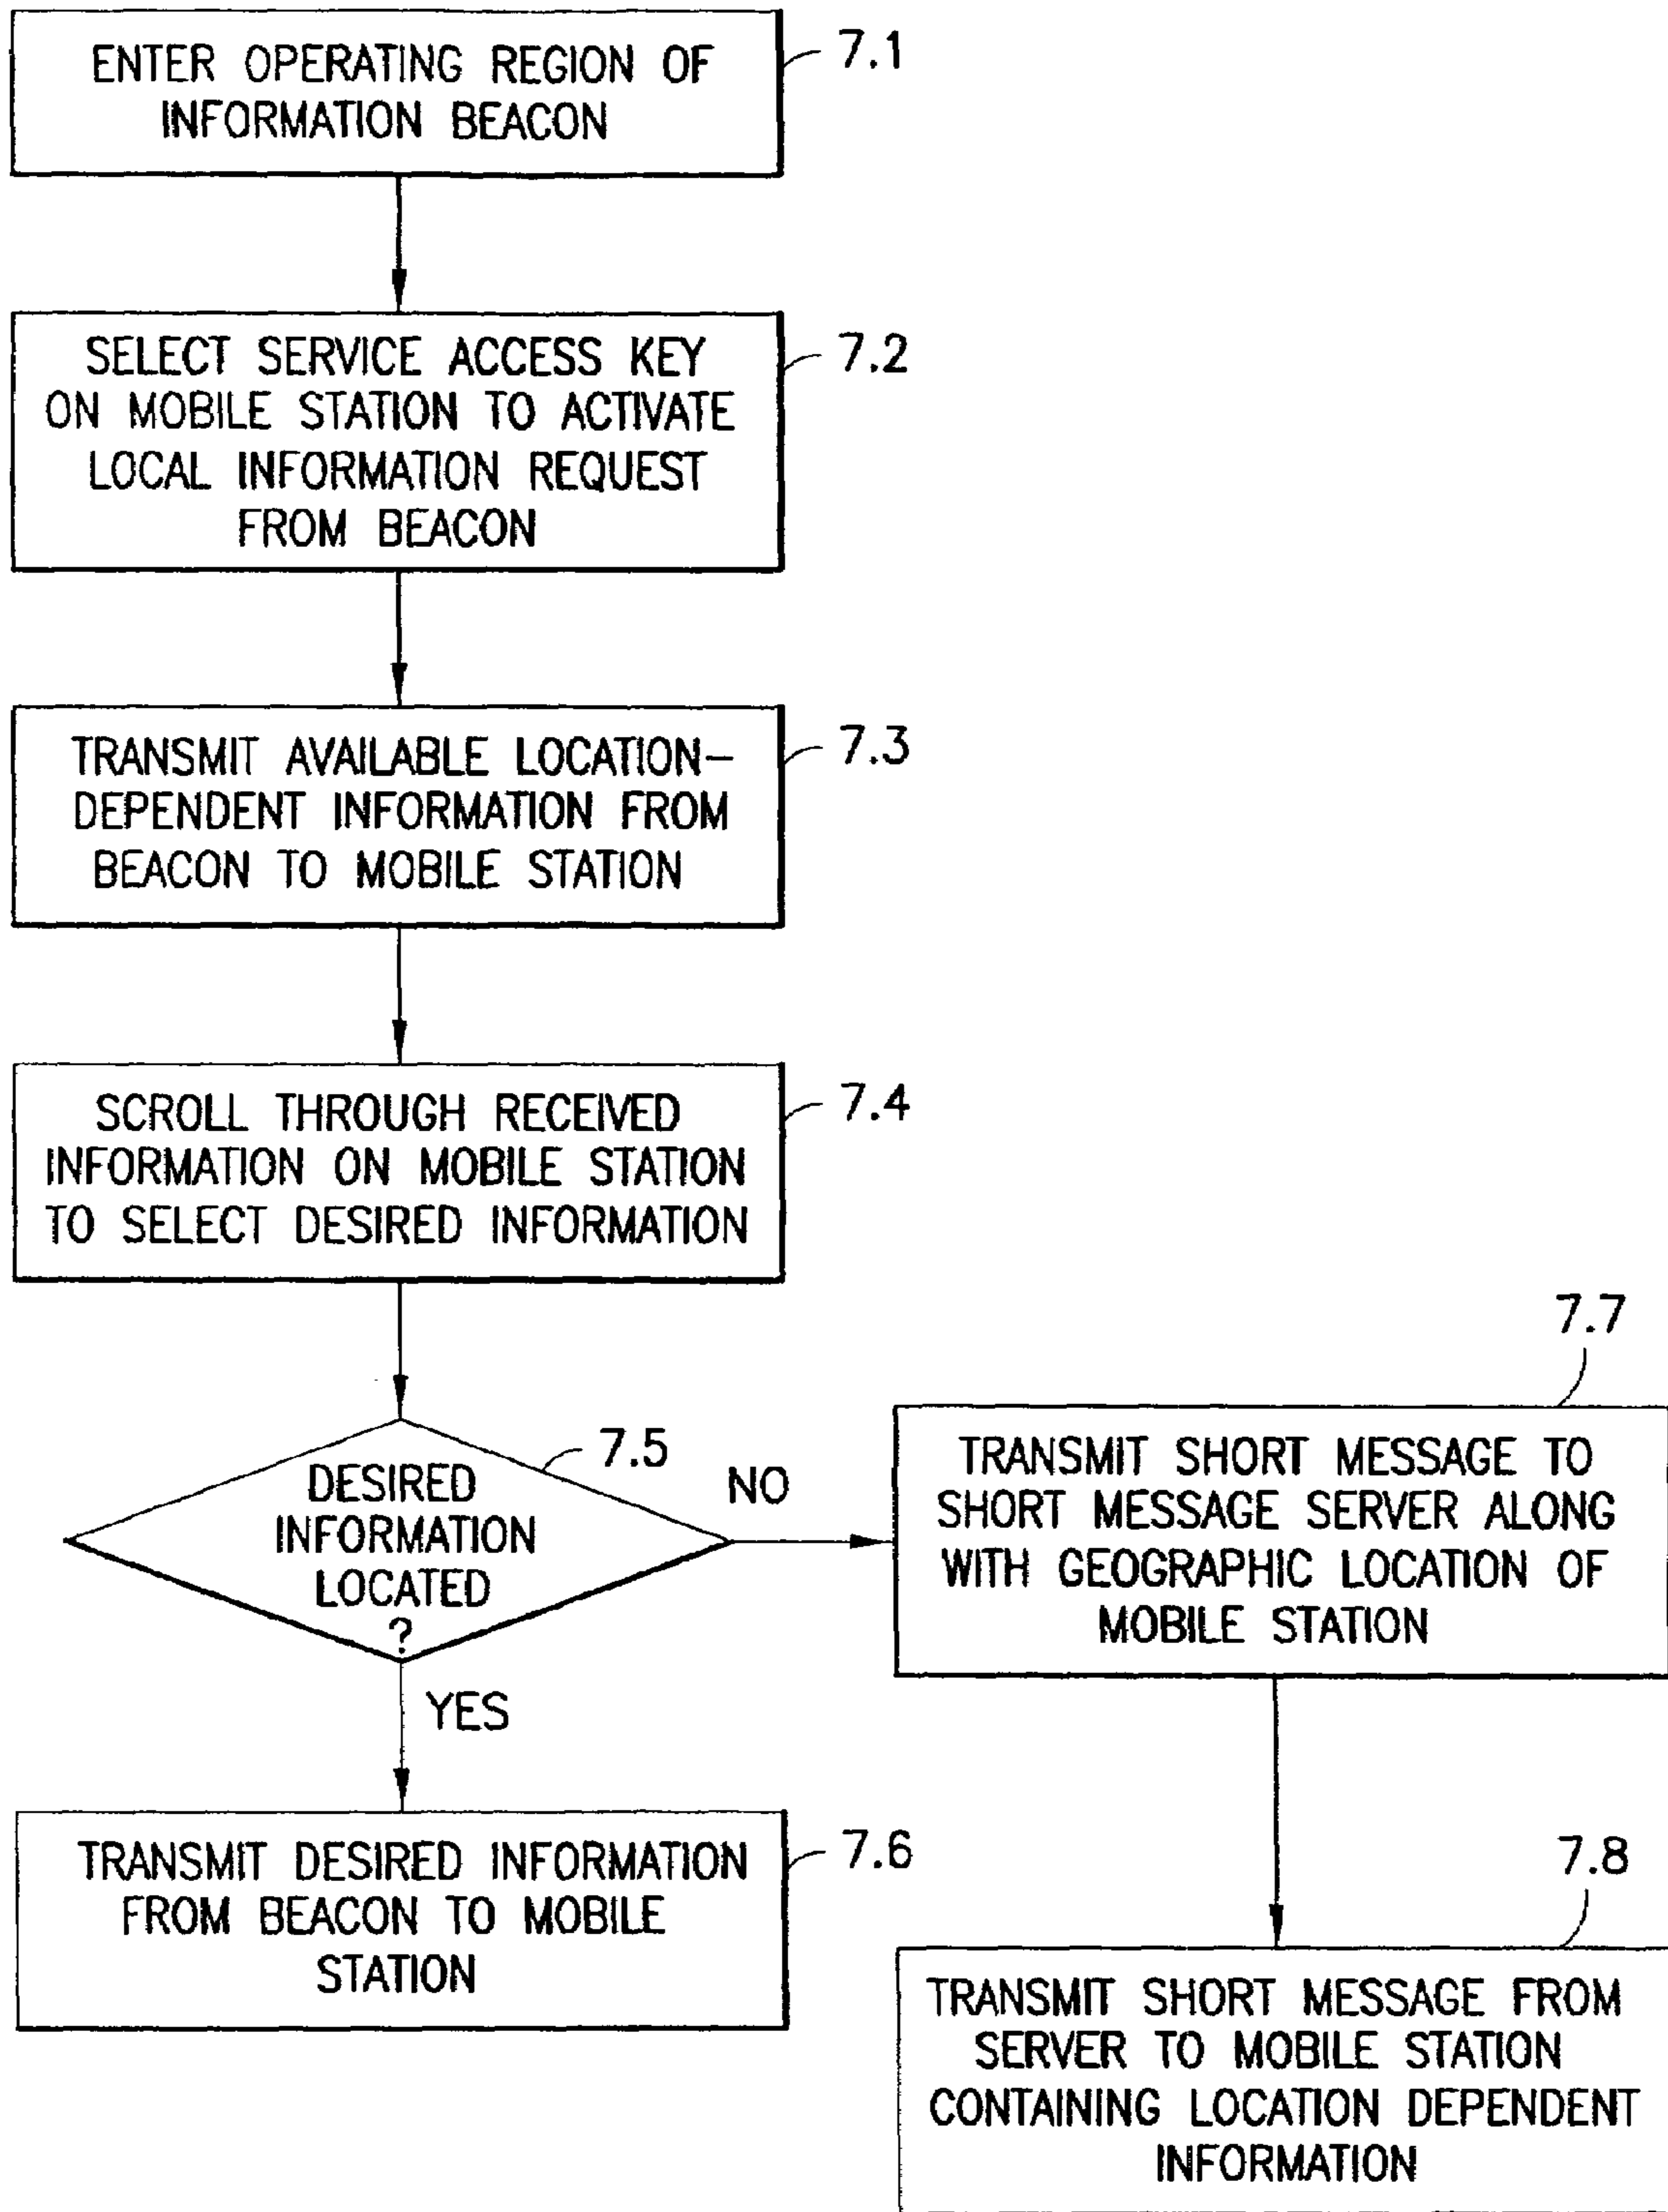 ENTER OPERATING REGION OF
INFORMATION BEACON
7.1
SELECT SERVICE ACCESS KEY
ON MOBILE STATION TO ACTIVATE
LOCAL INFORMATION REQUEST
FROM BEACON
7.2
TRANSMIT AVAILABLE LOCATION-
DEPENDENT INFORMATION FROM
BEACON TO MOBILE STATION
7.3
SCROLL THROUGH RECEIVED
INFORMATION ON MOBILE STATION
TO SELECT DESIRED INFORMATION
7.4
DESIRED
INFORMATION
LOCATED
?
7.5
NO
YES
TRANSMIT DESIRED INFORMATION
FROM BEACON TO MOBILE
STATION
7.6
7.7
TRANSMIT SHORT MESSAGE TO
SHORT MESSAGE SERVER ALONG
WITH GEOGRAPHIC LOCATION OF
MOBILE STATION
7.8
TRANSMIT SHORT MESSAGE FROM
SERVER TO MOBILE STATION
CONTAINING LOCATION DEPENDENT
INFORMATION